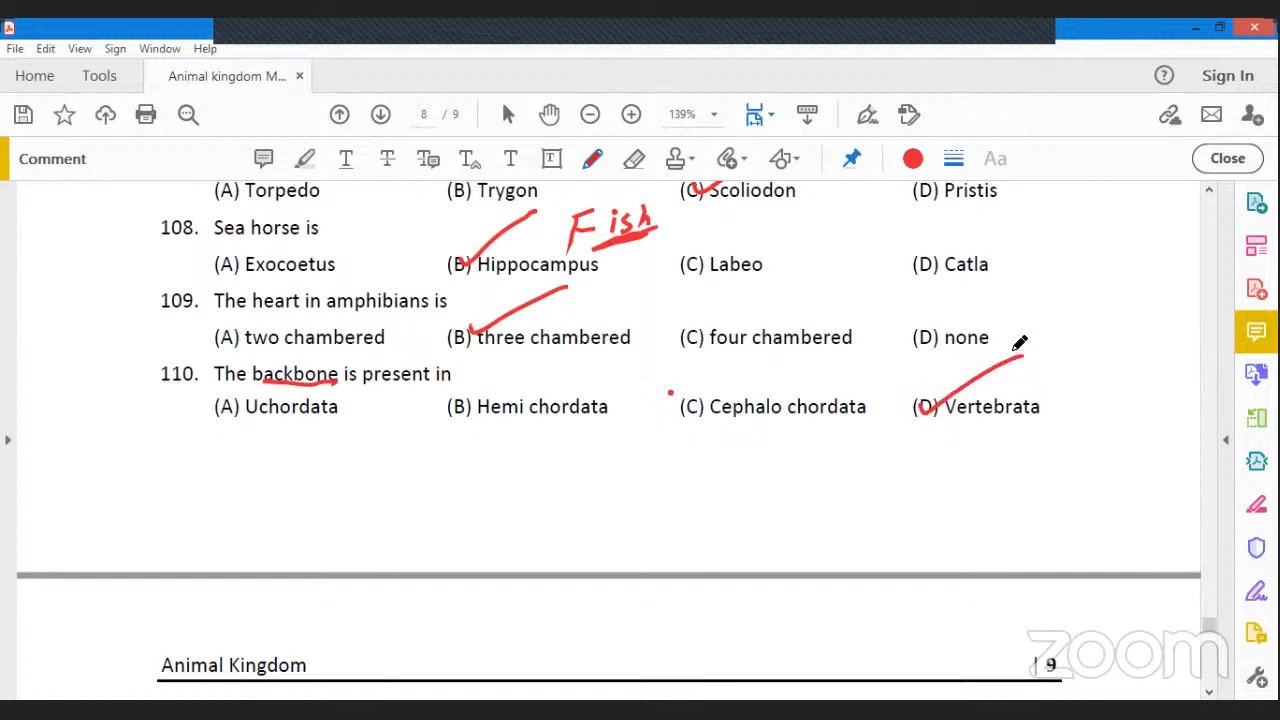 File Edit View Sign Window Help
Home Tools Animal kingdom M... × Sign In
8 / 9 139%
Comment Close
(A) Torpedo (B) Trygon (C) Scoliodon (D) Pristis
108. Sea horse is
Fish
(A) Exocoetus (B) Hippocampus (C) Labeo (D) Catla
109. The heart in amphibians is
(A) two chambered (B) three chambered (C) four chambered (D) none
110. The backbone is present in
(A) Uchordata (B) Hemi chordata (C) Cephalo chordata (D) Vertebrata
zoom
Animal Kingdom | 9